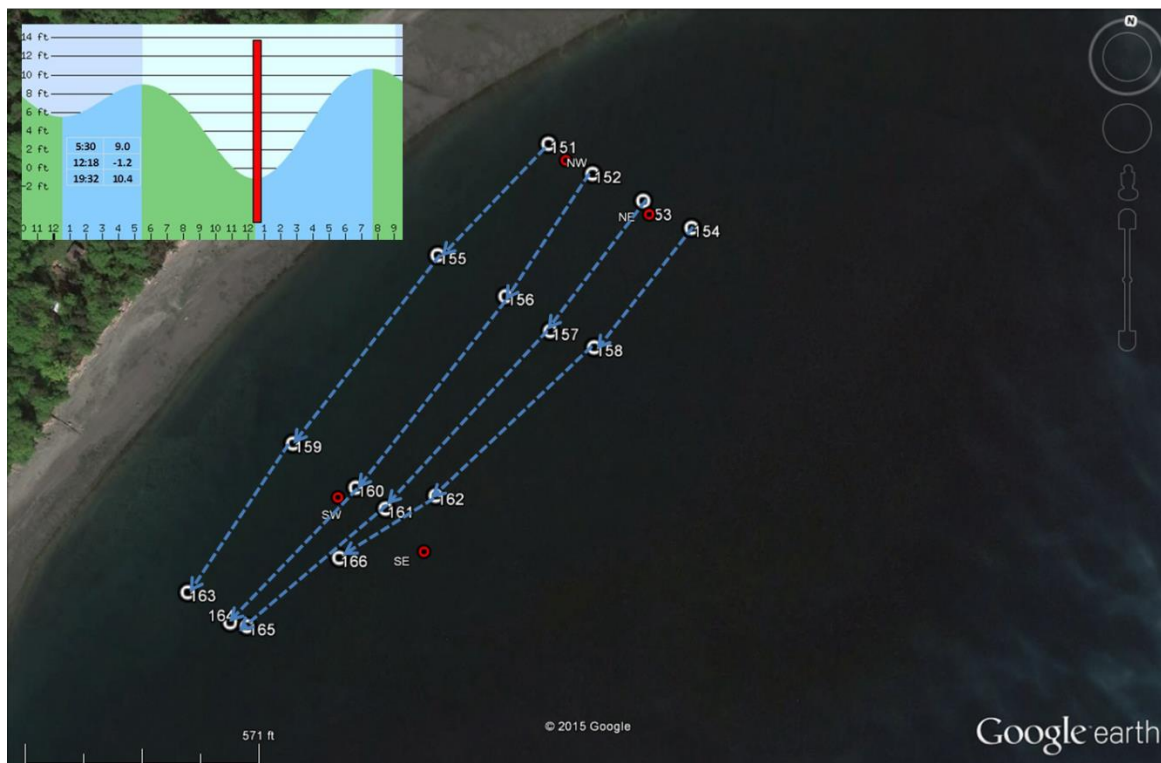 14 ft
12 ft
10 ft
8 ft
6 ft
4 ft
2 ft
0 ft
-2 ft
5:30 9.0
12:18 -1.2
19:32 10.4
0 11 12 1 2 3 4 5 6 7 8 9 10 11 12 1 2 3 4 5 6 7 8 9
N
151
NW
152
NE
53
154
155
156
157
158
159
160
SW
161
162
166
SE
163
164
165
571 ft
© 2015 Google
Google earth